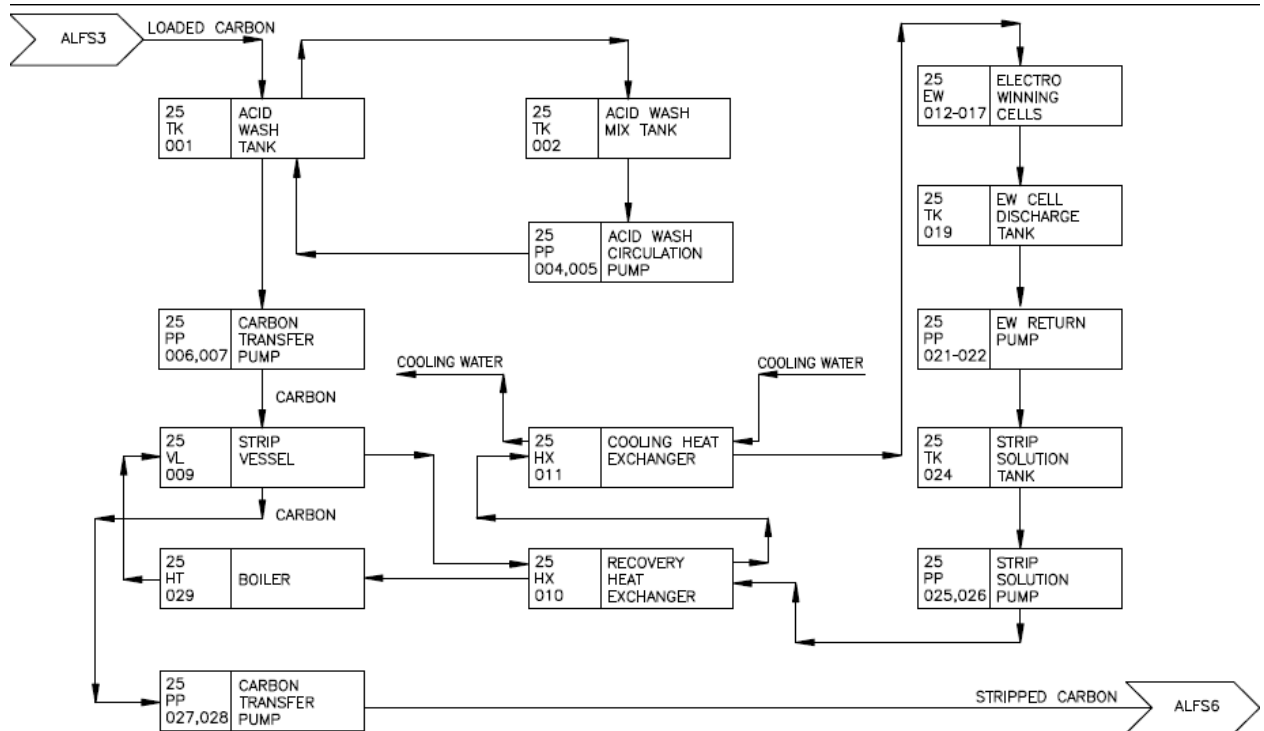 ALFS3
LOADED CARBON
25
TK
001
ACID
WASH
TANK
25
TK
002
ACID WASH
MIX TANK
25
EW
012-017
ELECTRO
WINNING
CELLS
25
PP
004,005
ACID WASH
CIRCULATION
PUMP
25
TK
019
EW CELL
DISCHARGE
TANK
25
PP
006,007
CARBON
TRANSFER
PUMP
COOLING WATER
COOLING WATER
25
PP
021-022
EW RETURN
PUMP
CARBON
25
VL
009
STRIP
VESSEL
25
HX
011
COOLING HEAT
EXCHANGER
25
TK
024
STRIP
SOLUTION
TANK
CARBON
25
HT
029
BOILER
25
HX
010
RECOVERY
HEAT
EXCHANGER
25
PP
025,026
STRIP
SOLUTION
PUMP
25
PP
027,028
CARBON
TRANSFER
PUMP
STRIPPED CARBON
ALFS6